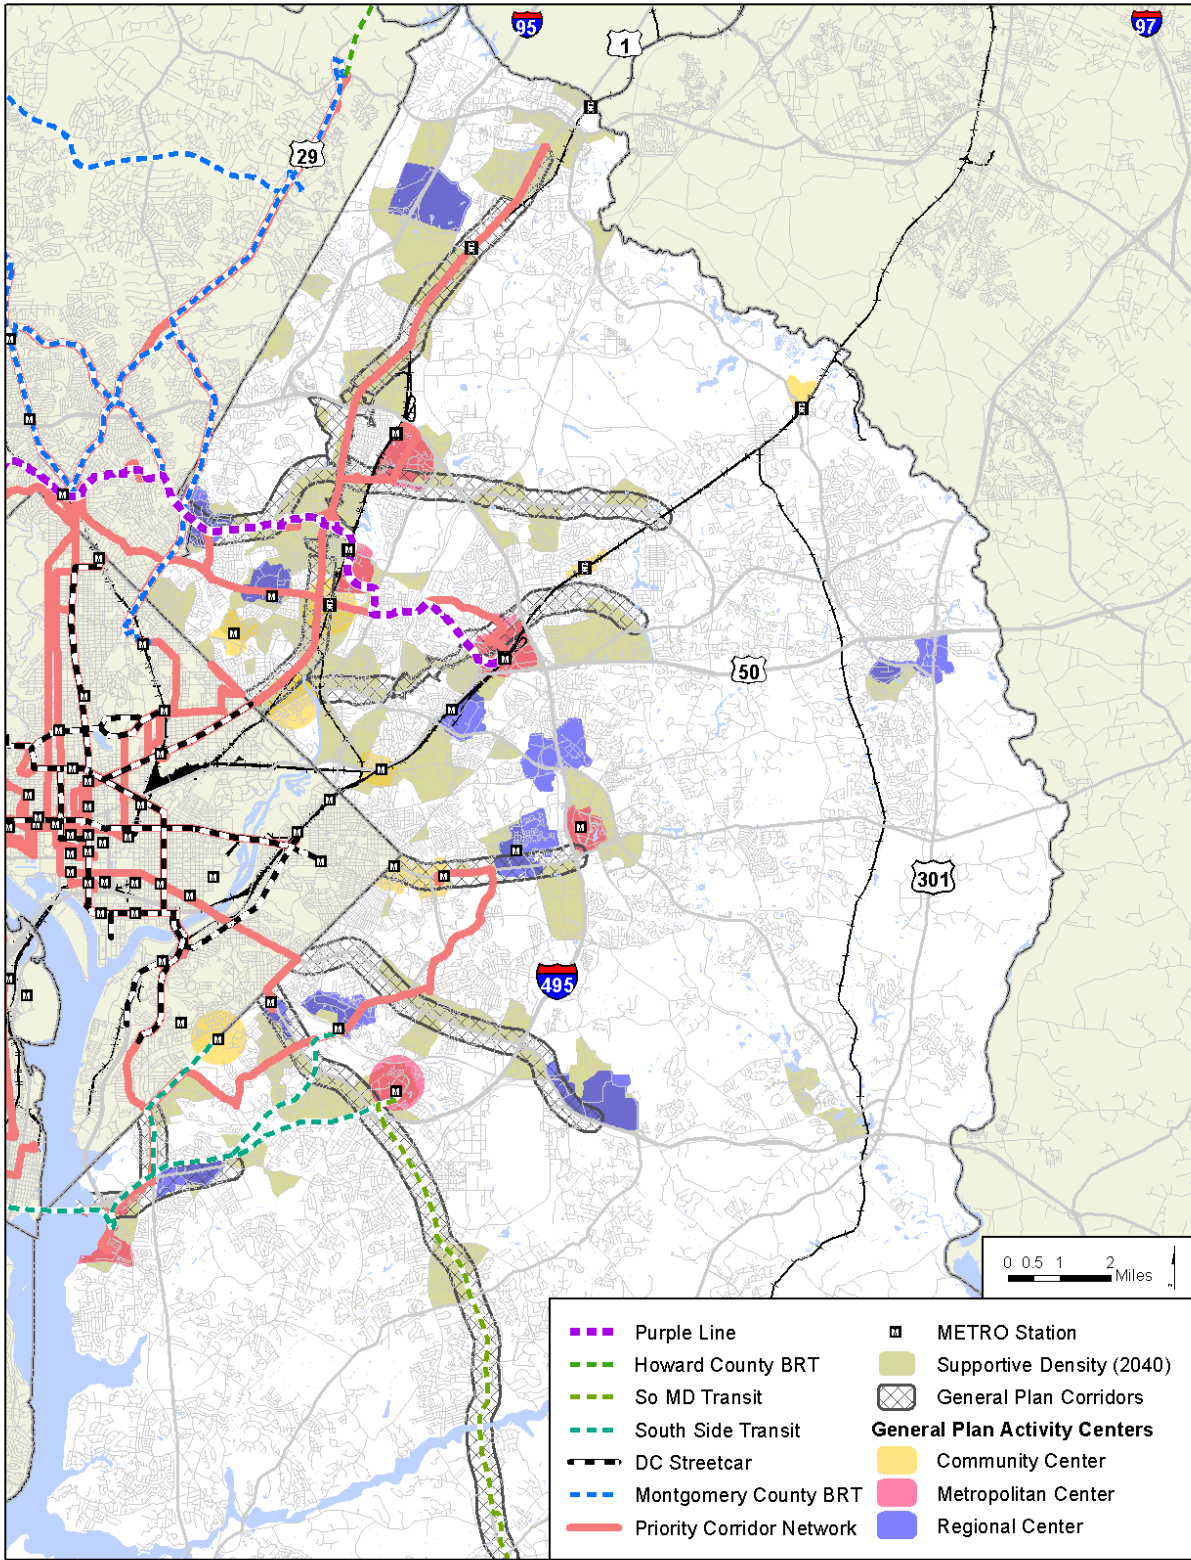 95
97
1
29
50
301
495
0 0.5 1 2
Miles
N
Purple Line
Howard County BRT
So MD Transit
South Side Transit
DC Streetcar
Montgomery County BRT
Priority Corridor Network
M METRO Station
Supportive Density (2040)
General Plan Corridors
General Plan Activity Centers
Community Center
Metropolitan Center
Regional Center